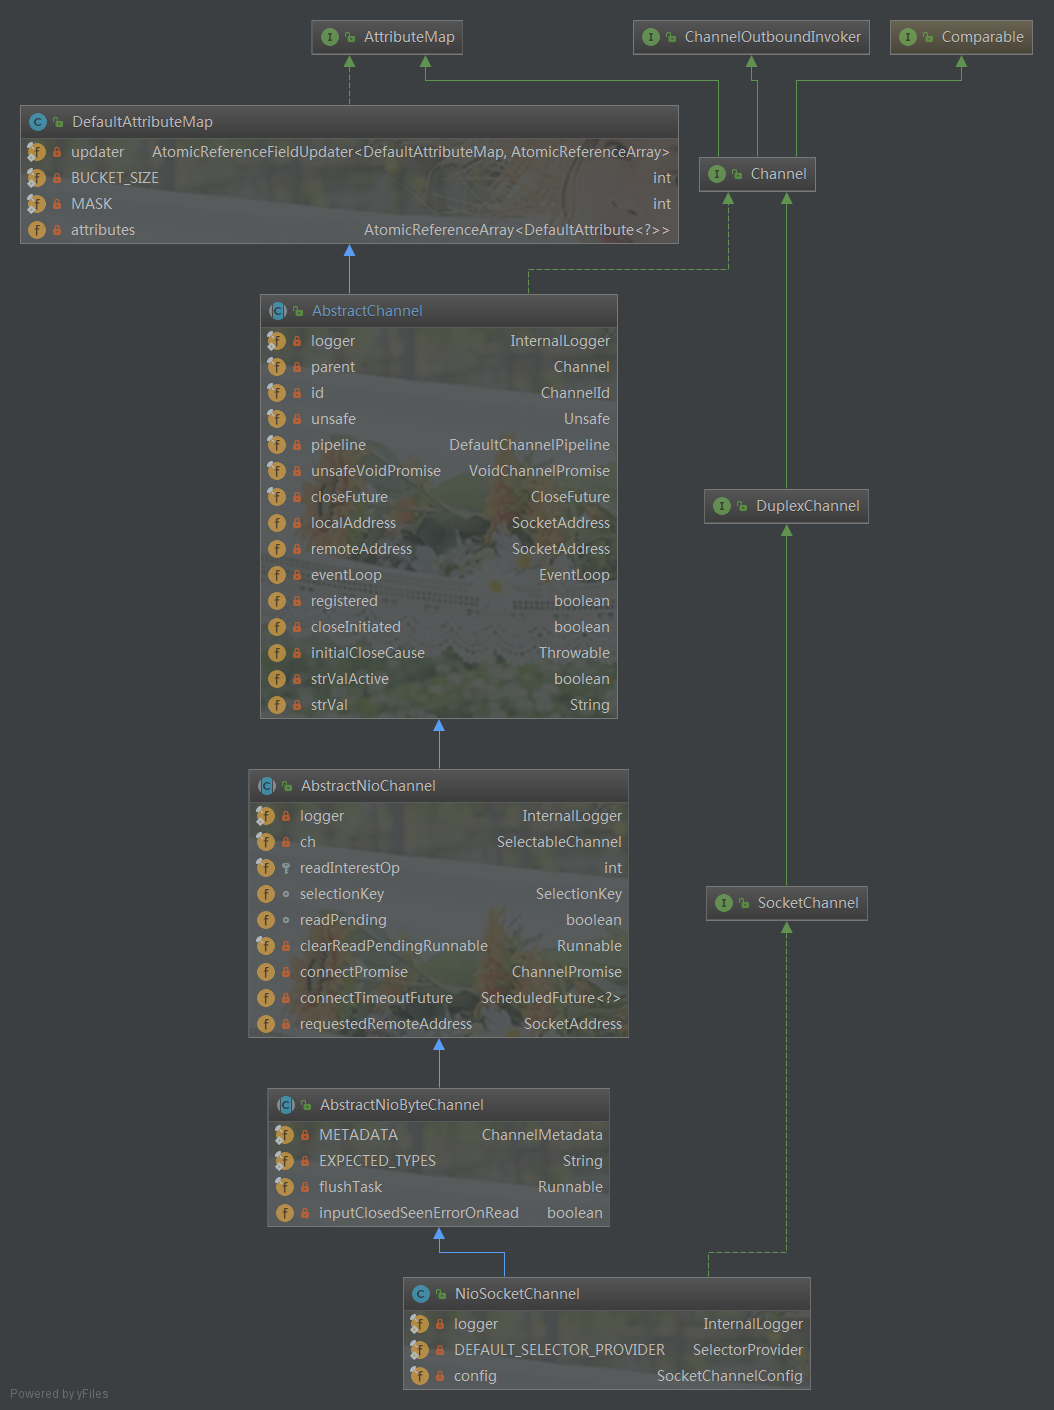 AttributeMap
ChannelOutboundInvoker
Comparable
DefaultAttributeMap
updater AtomicReferenceFieldUpdater<DefaultAttributeMap, AtomicReferenceArray>
BUCKET_SIZE int
MASK int
attributes AtomicReferenceArray<DefaultAttribute<?>>
Channel
AbstractChannel
logger InternalLogger
parent Channel
id ChannelId
unsafe Unsafe
pipeline DefaultChannelPipeline
unsafeVoidPromise VoidChannelPromise
closeFuture CloseFuture
localAddress SocketAddress
remoteAddress SocketAddress
eventLoop EventLoop
registered boolean
closeInitiated boolean
initialCloseCause Throwable
strValActive boolean
strVal String
DuplexChannel
AbstractNioChannel
logger InternalLogger
ch SelectableChannel
readInterestOp int
selectionKey SelectionKey
readPending boolean
clearReadPendingRunnable Runnable
connectPromise ChannelPromise
connectTimeoutFuture ScheduledFuture<?>
requestedRemoteAddress SocketAddress
SocketChannel
AbstractNioByteChannel
METADATA ChannelMetadata
EXPECTED_TYPES String
flushTask Runnable
inputClosedSeenErrorOnRead boolean
NioSocketChannel
logger InternalLogger
DEFAULT_SELECTOR_PROVIDER SelectorProvider
config SocketChannelConfig
Powered by yFiles